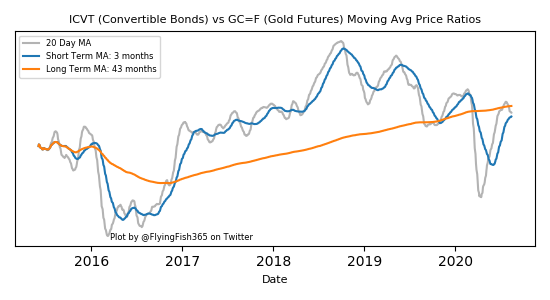 ICVT (Convertible Bonds) vs GC=F (Gold Futures) Moving Avg Price Ratios
20 Day MA
Short Term MA: 3 months
Long Term MA: 43 months
Plot by @FlyingFish365 on Twitter
2016 2017 2018 2019 2020
Date